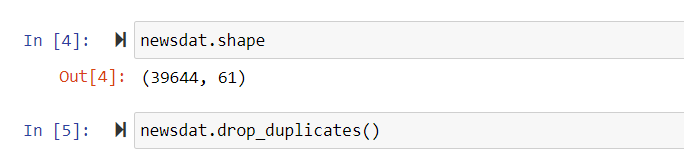 In [4]: newsdat.shape
Out[4]: (39644, 61)
In [5]: newsdat.drop_duplicates()